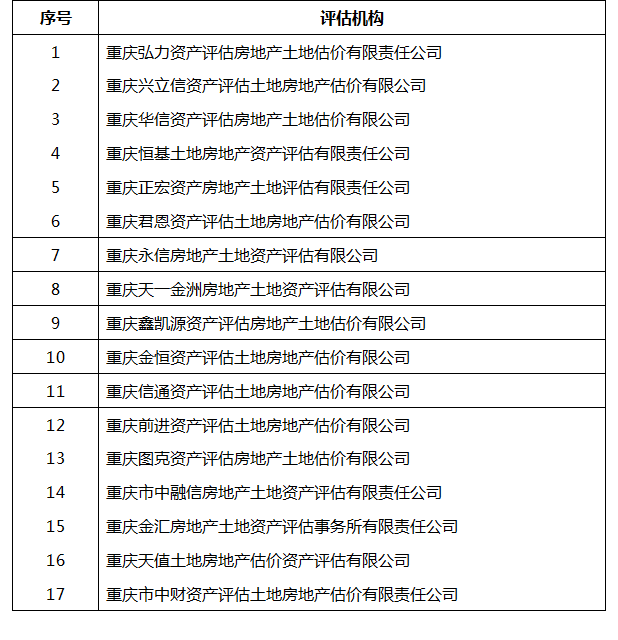 序号 评估机构
1 重庆弘力资产评估房地产土地估价有限责任公司
2 重庆兴立信资产评估土地房地产估价有限公司
3 重庆华信资产评估房地产土地估价有限公司
4 重庆恒基土地房地产资产评估有限责任公司
5 重庆正宏资产房地产土地评估有限责任公司
6 重庆君恩资产评估土地房地产估价有限公司
7 重庆永信房地产土地资产评估有限公司
8 重庆天一金洲房地产土地资产评估有限公司
9 重庆鑫凯源资产评估房地产土地估价有限公司
10 重庆金恒资产评估土地房地产估价有限公司
11 重庆信通资产评估土地房地产估价有限公司
12 重庆前进资产评估土地房地产估价有限公司
13 重庆图克资产评估房地产土地估价有限公司
14 重庆市中融信房地产土地资产评估有限责任公司
15 重庆金汇房地产土地资产评估事务所有限责任公司
16 重庆天值土地房地产估价资产评估有限公司
17 重庆市中财资产评估土地房地产估价有限责任公司